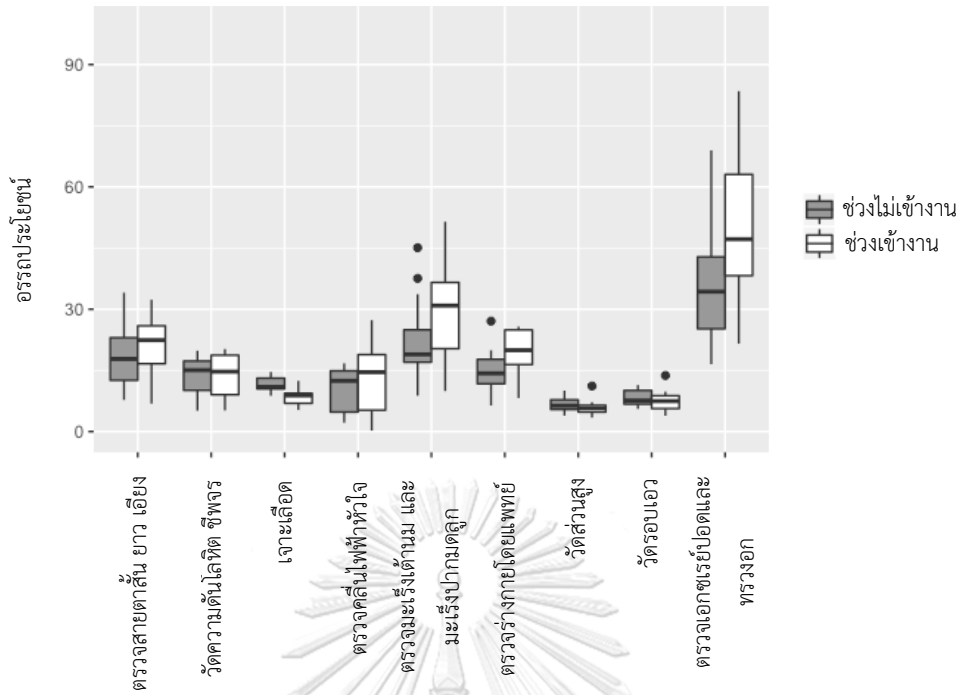 90
60
30
0
อรรถประโยชน์
ช่วงไม่เข้างาน
ช่วงเข้างาน
ตรวจสายตาสั้น ยาว เอียง
วัดความดันโลหิต ชีพจร
เจาะเลือด
ตรวจคลื่นไฟฟ้าหัวใจ
ตรวจมะเร็งเต้านม และ
มะเร็งปากมดลูก
ตรวจร่างกายโดยแพทย์
วัดส่วนสูง
วัดรอบเอว
ตรวจเอกซเรย์ปอดและ
ทรวงอก